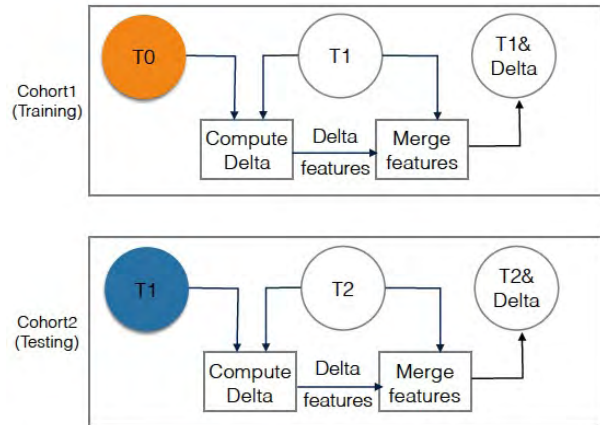 T0
T1
T1&
Delta
Cohort1
(Training)
Compute
Delta
Delta
features
Merge
features
T1
T2
T2&
Delta
Cohort2
(Testing)
Compute
Delta
Delta
features
Merge
features